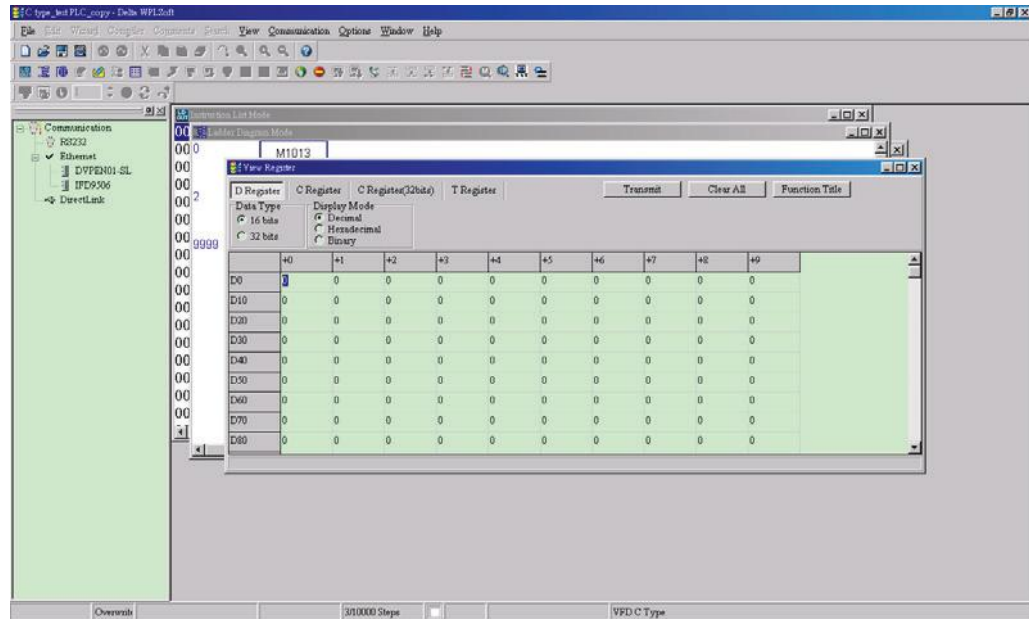 C type_test PLC_copy - Delta WPLSoft
File Edit Wizard Compiler Comments Search View Communication Options Window Help
Communication
RS232
Ethernet
DVPEN01-SL
IFD9506
DirectLink
Instruction List Mode
Ladder Diagram Mode
0
M1013
2
9999
View Register
D Register C Register C Register(32bits) T Register Transmit Clear All Function Title
Data Type Display Mode
16 bits Decimal
32 bits Hexadecimal
Binary
+0 +1 +2 +3 +4 +5 +6 +7 +8 +9
D0 0 0 0 0 0 0 0 0 0 0
D10 0 0 0 0 0 0 0 0 0 0
D20 0 0 0 0 0 0 0 0 0 0
D30 0 0 0 0 0 0 0 0 0 0
D40 0 0 0 0 0 0 0 0 0 0
D50 0 0 0 0 0 0 0 0 0 0
D60 0 0 0 0 0 0 0 0 0 0
D70 0 0 0 0 0 0 0 0 0 0
D80 0 0 0 0 0 0 0 0 0 0
Overwrite 3/10000 Steps VFD C Type